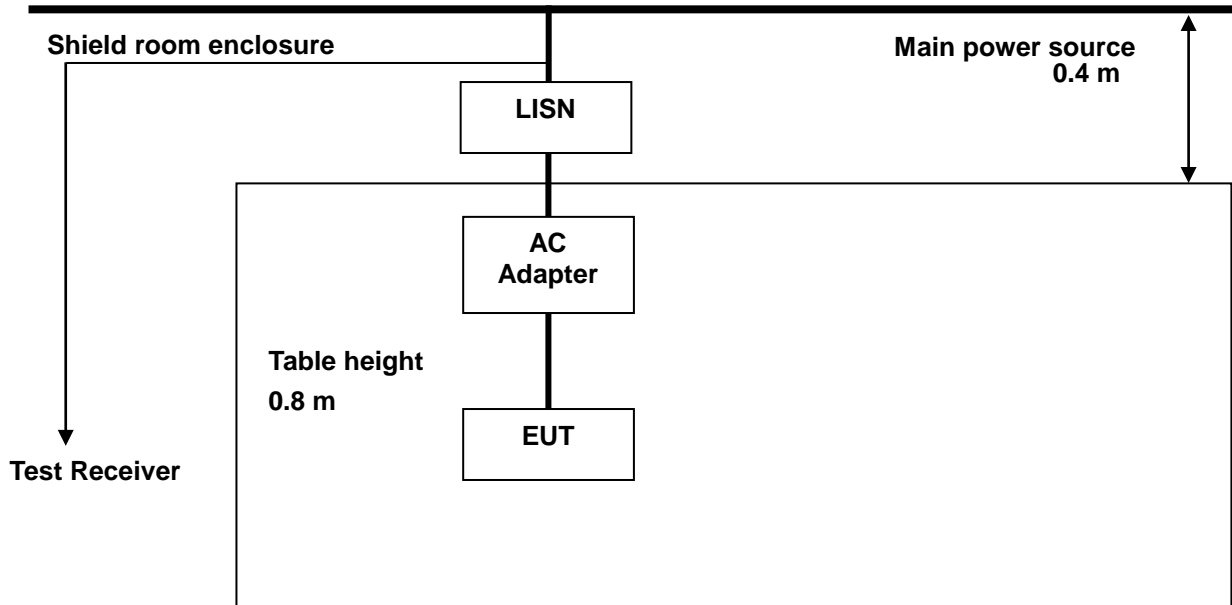 Shield room enclosure
Main power source
0.4 m
LISN
AC
Adapter
Table height
0.8 m
EUT
Test Receiver